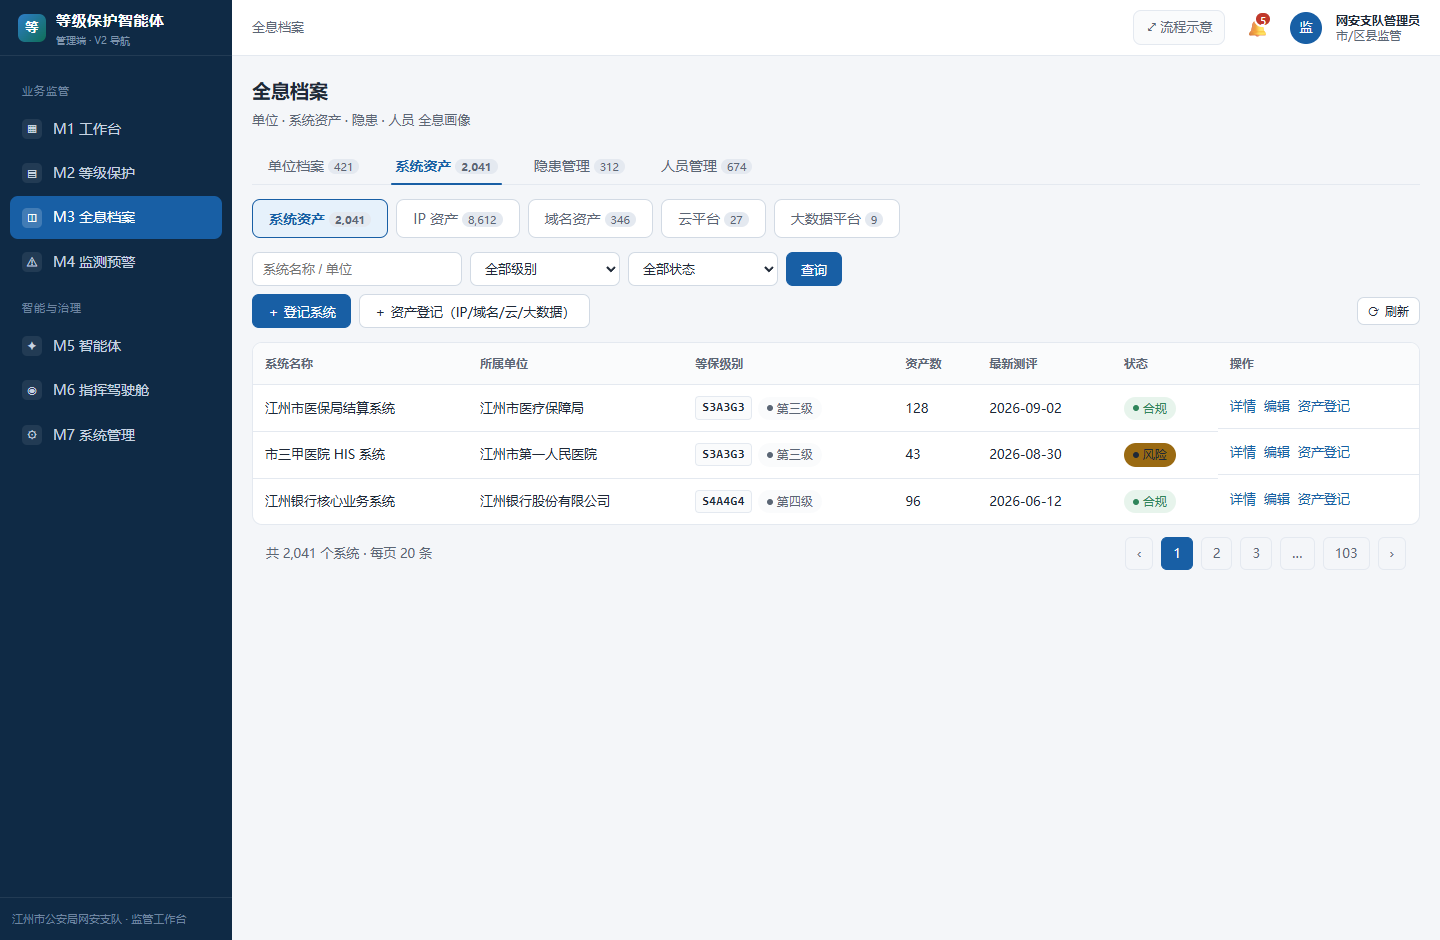 等
等级保护智能体
管理端 · V2 导航
业务监管
M1 工作台
M2 等级保护
M3 全息档案
M4 监测预警
智能与治理
M5 智能体
M6 指挥驾驶舱
M7 系统管理
江州市公安局网安支队 · 监管工作台
全息档案
⤢ 流程示意
5
监
网安支队管理员
市/区县监管
全息档案
单位 · 系统资产 · 隐患 · 人员 全息画像
单位档案 421
系统资产 2,041
隐患管理 312
人员管理 674
系统资产 2,041
IP 资产 8,612
域名资产 346
云平台 27
大数据平台 9
系统名称 / 单位
全部级别
全部状态
查询
+ 登记系统
+ 资产登记（IP/域名/云/大数据）
⟳ 刷新
系统名称 所属单位 等保级别 资产数 最新测评 状态 操作
江州市医保局结算系统 江州市医疗保障局 S3A3G3 第三级 128 2026-09-02 合规 详情 编辑 资产登记
市三甲医院 HIS 系统 江州市第一人民医院 S3A3G3 第三级 43 2026-08-30 风险 详情 编辑 资产登记
江州银行核心业务系统 江州银行股份有限公司 S4A4G4 第四级 96 2026-06-12 合规 详情 编辑 资产登记
共 2,041 个系统 · 每页 20 条
‹ 1 2 3 … 103 ›